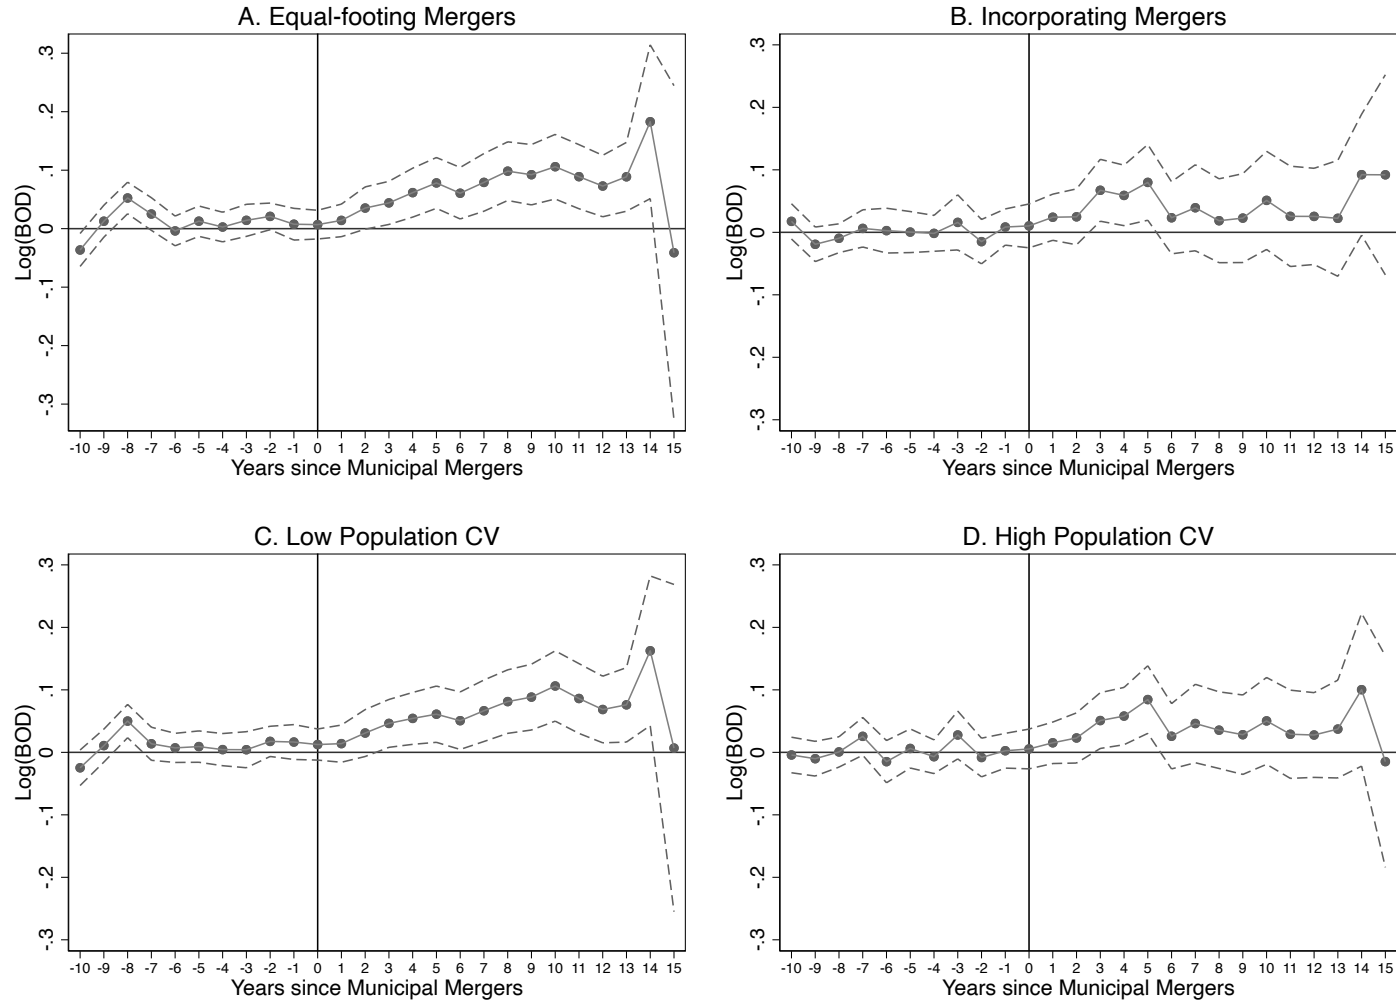 A. Equal-footing Mergers
Log(BOD)
.3
.2
.1
0
-.1
-.2
-.3
-10 -9 -8 -7 -6 -5 -4 -3 -2 -1 0 1 2 3 4 5 6 7 8 9 10 11 12 13 14 15
Years since Municipal Mergers
B. Incorporating Mergers
Log(BOD)
.3
.2
.1
0
-.1
-.2
-.3
-10 -9 -8 -7 -6 -5 -4 -3 -2 -1 0 1 2 3 4 5 6 7 8 9 10 11 12 13 14 15
Years since Municipal Mergers
C. Low Population CV
Log(BOD)
.3
.2
.1
0
-.1
-.2
-.3
-10 -9 -8 -7 -6 -5 -4 -3 -2 -1 0 1 2 3 4 5 6 7 8 9 10 11 12 13 14 15
Years since Municipal Mergers
D. High Population CV
Log(BOD)
.3
.2
.1
0
-.1
-.2
-.3
-10 -9 -8 -7 -6 -5 -4 -3 -2 -1 0 1 2 3 4 5 6 7 8 9 10 11 12 13 14 15
Years since Municipal Mergers